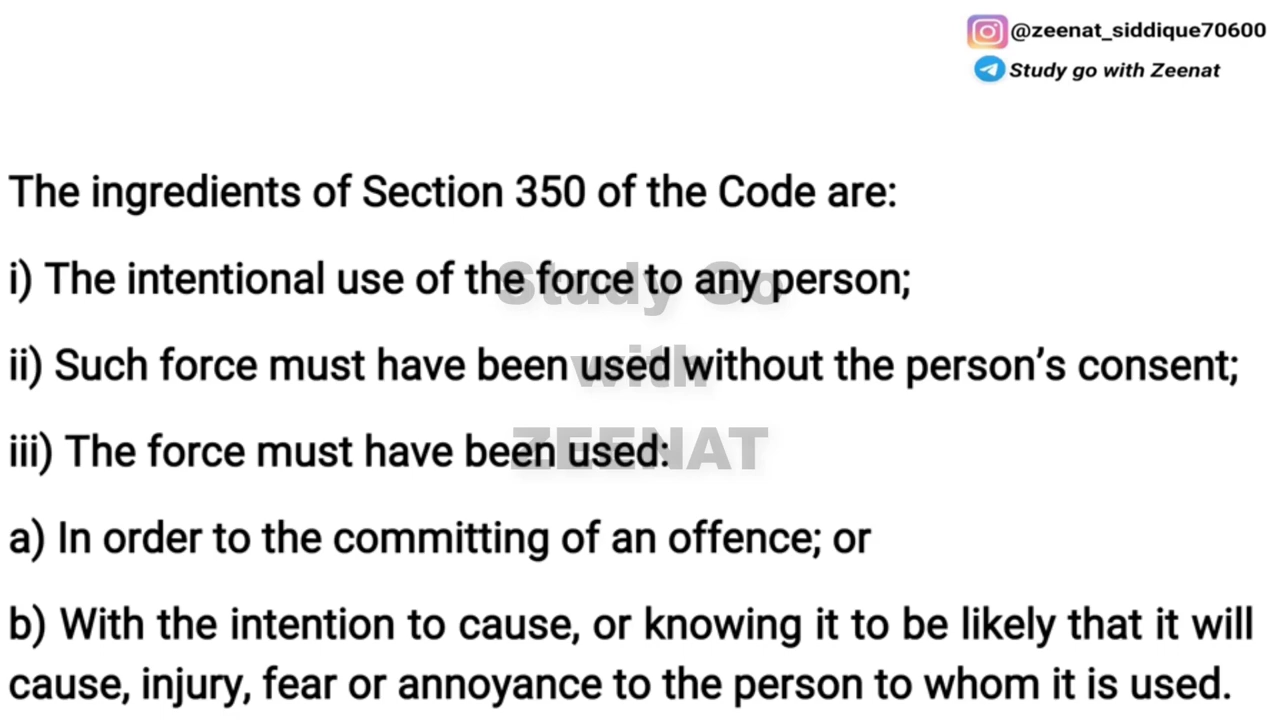 @zeenat_siddique70600
Study go with Zeenat
The ingredients of Section 350 of the Code are:
i) The intentional use of the force to any person;
ii) Such force must have been used without the person’s consent;
iii) The force must have been used:
a) In order to the committing of an offence; or
b) With the intention to cause, or knowing it to be likely that it will
cause, injury, fear or annoyance to the person to whom it is used.
Study Go
with
ZEENAT